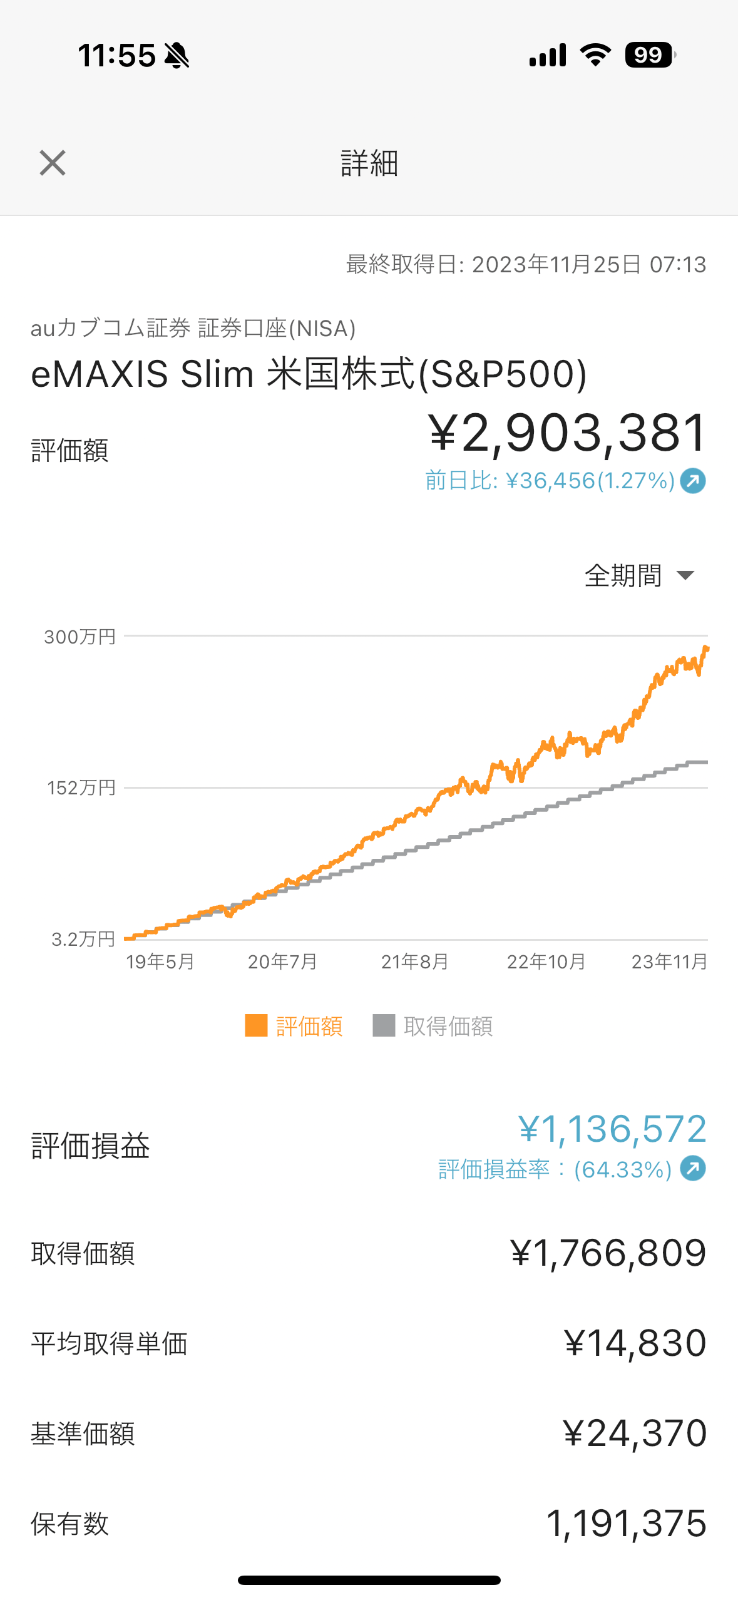 11:55
99
詳細
最終取得日: 2023年11月25日 07:13
auカブコム証券 証券口座(NISA)
eMAXIS Slim 米国株式(S&P500)
評価額
¥2,903,381
前日比: ¥36,456(1.27%)
全期間
300万円
152万円
3.2万円
19年5月 20年7月 21年8月 22年10月 23年11月
評価額 取得価額
評価損益
¥1,136,572
評価損益率：(64.33%)
取得価額 ¥1,766,809
平均取得単価 ¥14,830
基準価額 ¥24,370
保有数 1,191,375